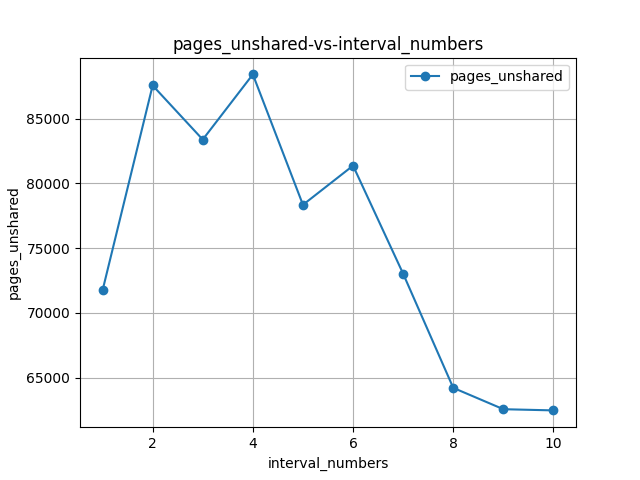 pages_unshared-vs-interval_numbers
pages_unshared
85000
80000
75000
70000
65000
pages_unshared
2 4 6 8 10
interval_numbers